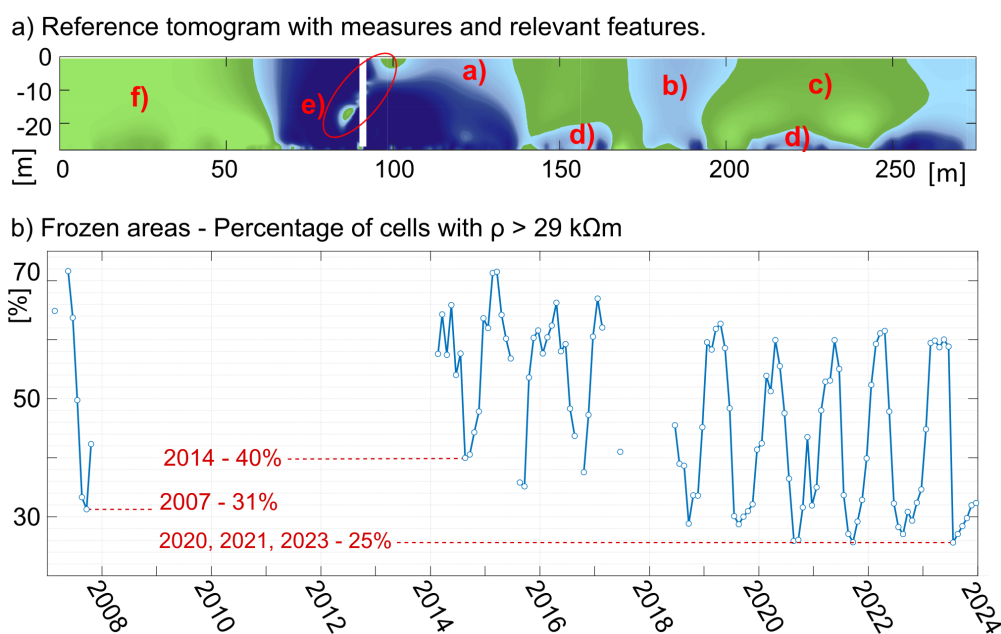 a) Reference tomogram with measures and relevant features.
0
-10
-20
[m]
f)
e)
a)
b)
c)
d)
d)
0
50
100
150
200
250
[m]
b) Frozen areas - Percentage of cells with ρ > 29 kΩm
[%]
70
50
30
2014 - 40%
2007 - 31%
2020, 2021, 2023 - 25%
2008
2010
2012
2014
2016
2018
2020
2022
2024